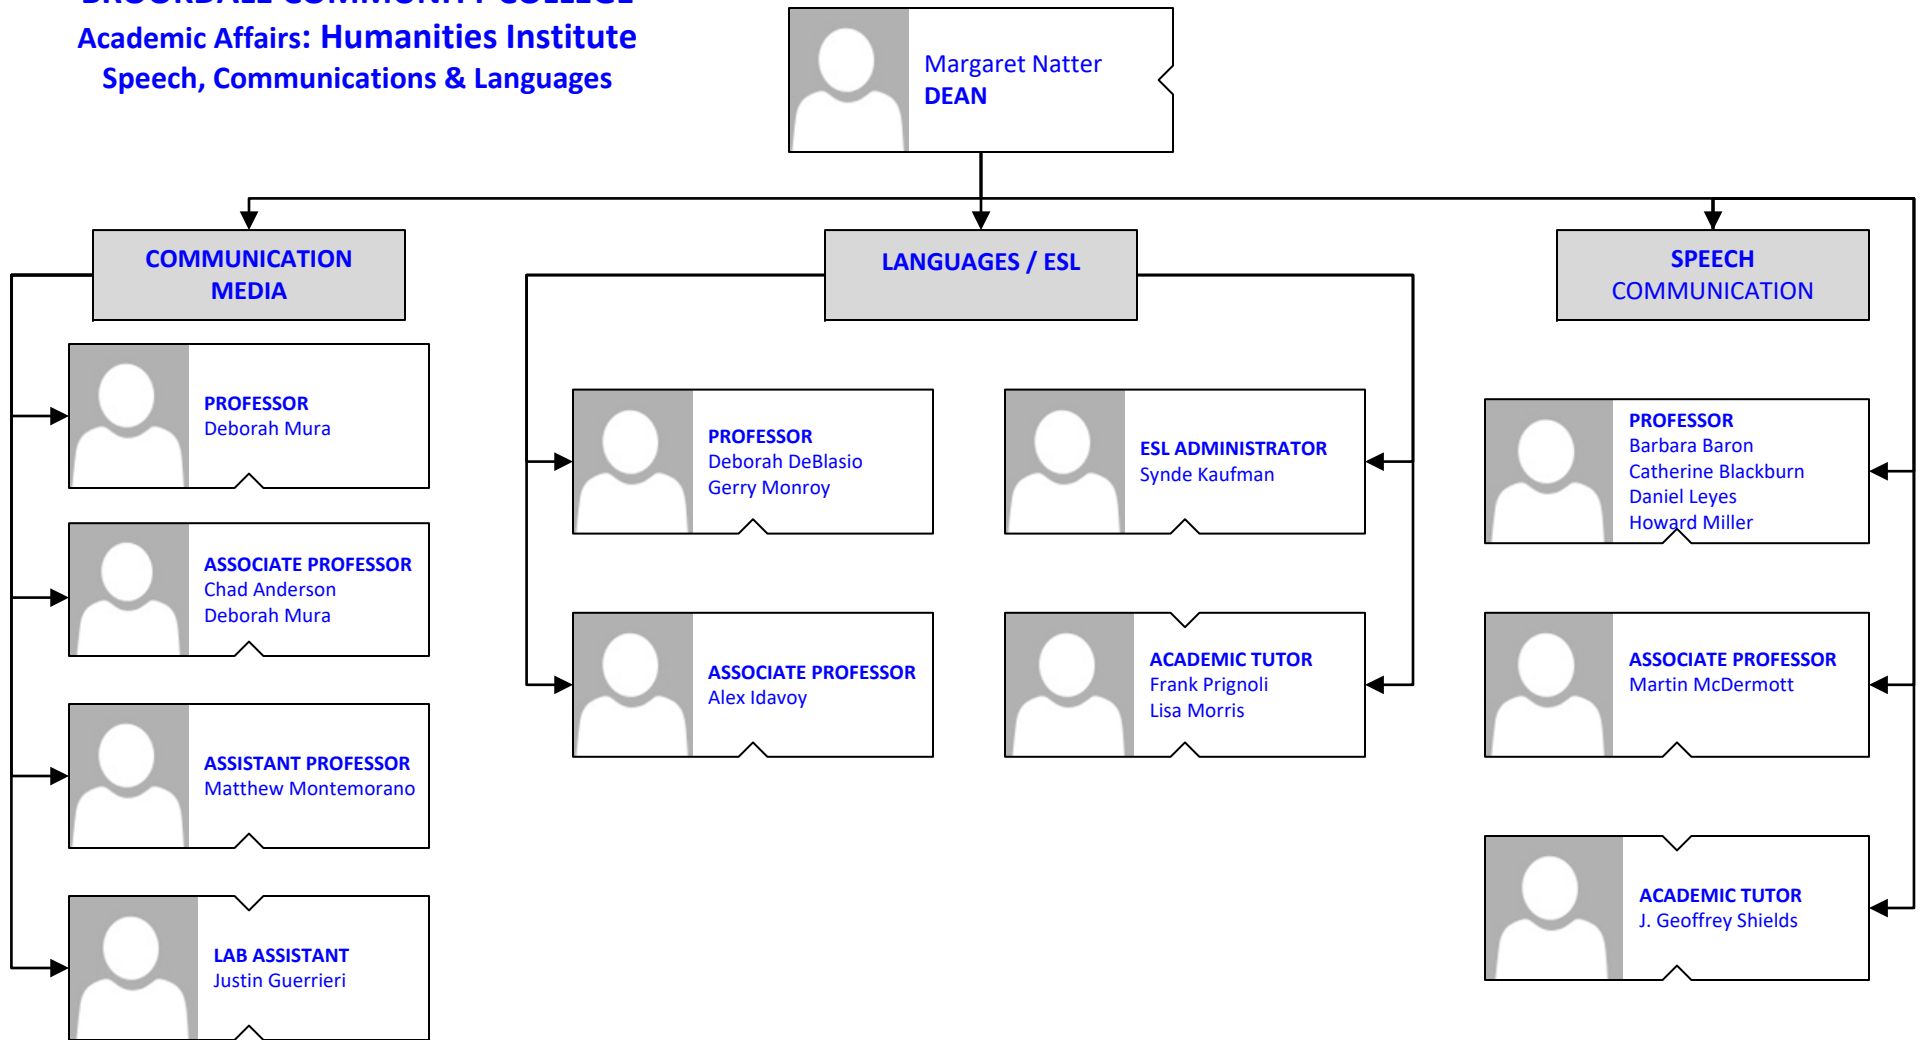 BROOKDALE COMMUNITY COLLEGE
Academic Affairs: Humanities Institute
Speech, Communications & Languages
Margaret Natter
DEAN
COMMUNICATION
MEDIA
PROFESSOR
Deborah Mura
ASSOCIATE PROFESSOR
Chad Anderson
Deborah Mura
ASSISTANT PROFESSOR
Matthew Montemorano
LAB ASSISTANT
Justin Guerrieri
LANGUAGES / ESL
PROFESSOR
Deborah DeBlasio
Gerry Monroy
ASSOCIATE PROFESSOR
Alex Idavoy
ESL ADMINISTRATOR
Synde Kaufman
ACADEMIC TUTOR
Frank Prignoli
Lisa Morris
SPEECH
COMMUNICATION
PROFESSOR
Barbara Baron
Catherine Blackburn
Daniel Leyes
Howard Miller
ASSOCIATE PROFESSOR
Martin McDermott
ACADEMIC TUTOR
J. Geoffrey Shields